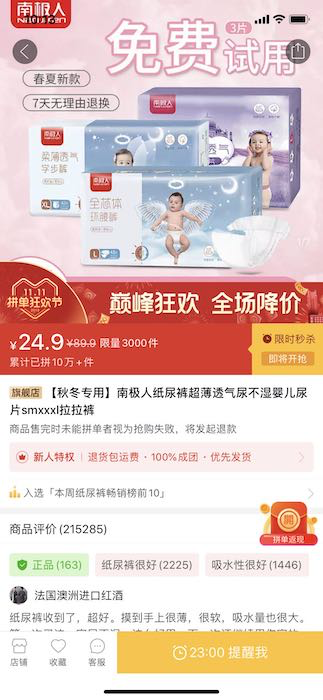 南极人
免费
3片
试用
春夏新款
7天无理由退换
南极人
柔薄透气
学步裤
XL
南极人
透气
南极人
全芯体
环腰裤
L
1/7
11.11
拼单狂欢节
巅峰狂欢 全场降价
¥24.9 ¥89.9 限量3000件
限时秒杀
累计已拼10万+件
即将开抢
旗舰店 【秋冬专用】南极人纸尿裤超薄透气尿不湿婴儿尿
片smxxxl拉拉裤
商品售完时未能拼单者视为抢购失败，将发起退款
新人特权 退货包运费·100%成团·优先发货
入选「本周纸尿裤畅销榜前10」
開
拼单返现
商品评价(215285)
正品(163) 纸尿裤很好(2225) 吸水性很好(1446)
法国澳洲进口红酒
纸尿裤收到了，超好。摸到手上很薄，很软，吸水量也很大。
店铺 收藏 客服
23:00 提醒我